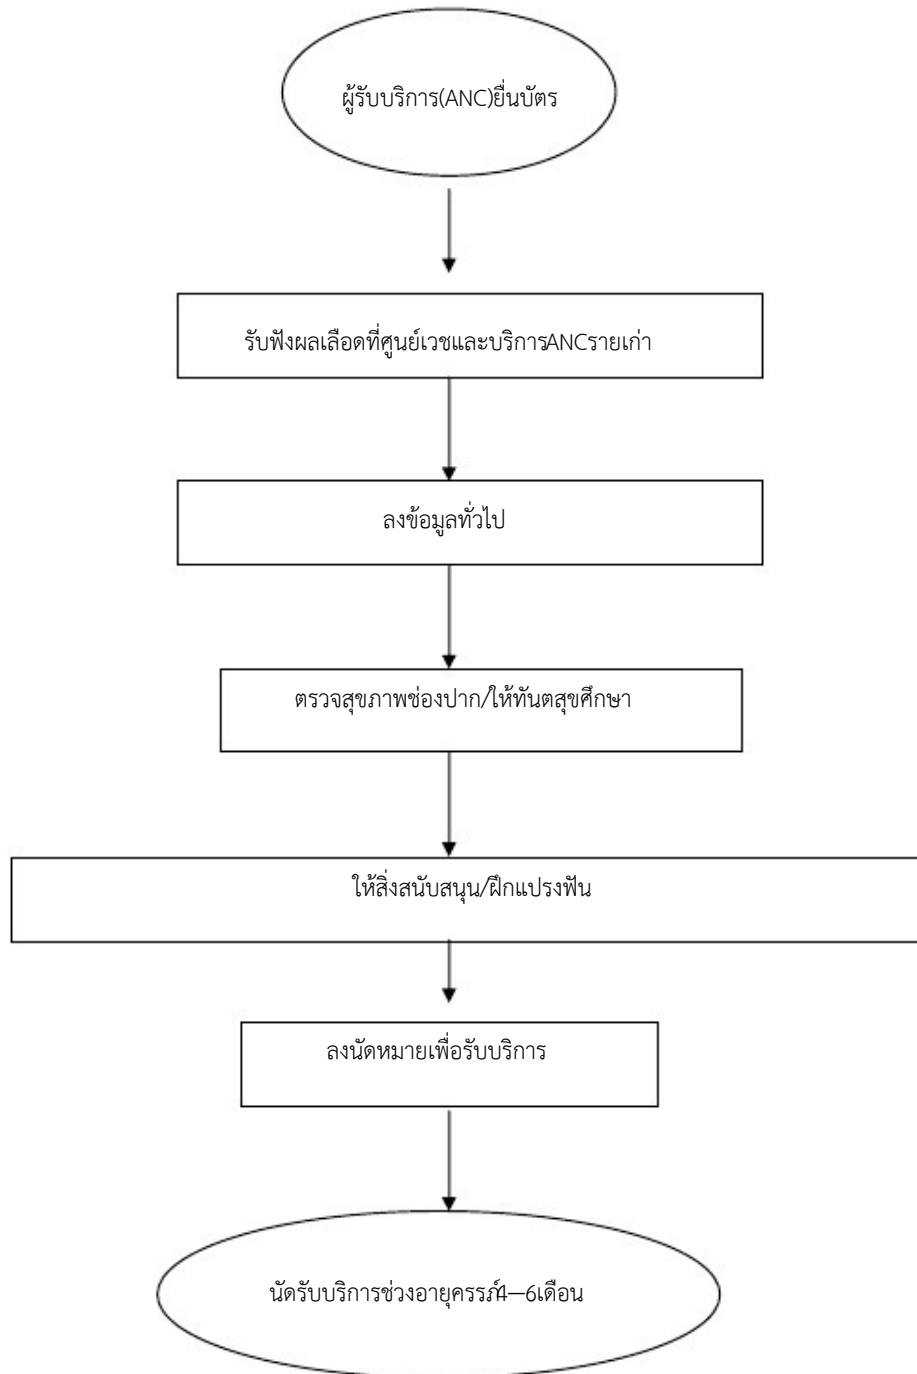 ผู้รับบริการ(ANC)ยื่นบัตร
รับฟังผลเลือดที่ศูนย์เวชและบริการANCรายเก่า
ลงข้อมูลทั่วไป
ตรวจสุขภาพช่องปาก/ให้ทันตสุขศึกษา
ให้สิ่งสนับสนุน/ฝึกแปรงฟัน
ลงนัดหมายเพื่อรับบริการ
นัดรับบริการช่วงอายุครรภ์4–6เดือน